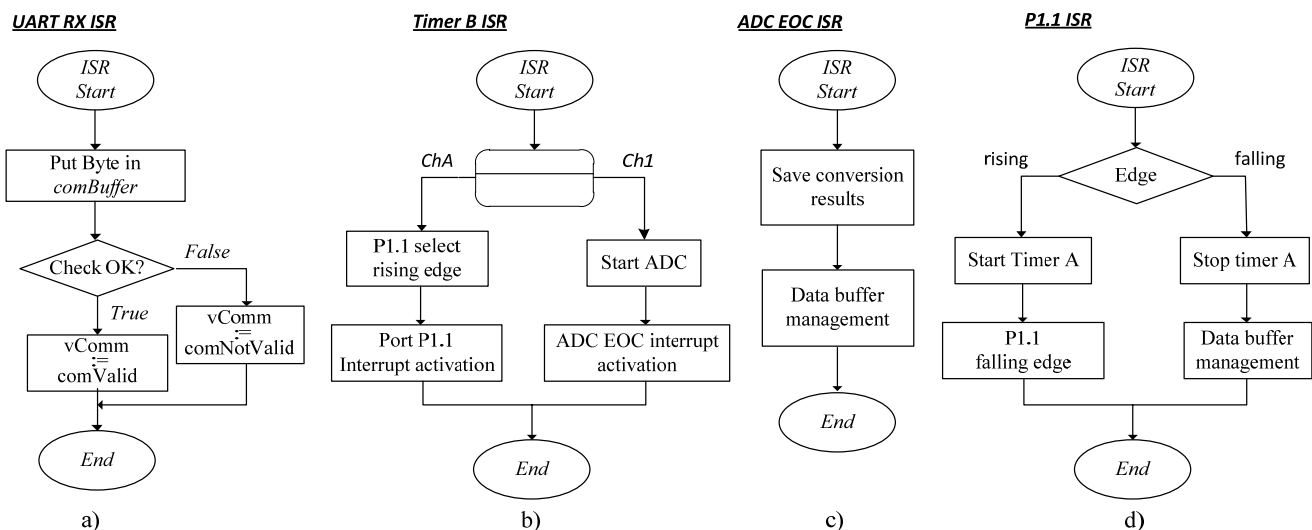 UART RX ISR
ISR
Start
Put Byte in
comBuffer
Check OK?
False
True
vComm
:=
comNotValid
vComm
:=
comValid
End
a)
Timer B ISR
ISR
Start
ChA
Ch1
P1.1 select
rising edge
Start ADC
Port P1.1
Interrupt activation
ADC EOC interrupt
activation
End
b)
ADC EOC ISR
ISR
Start
Save conversion
results
Data buffer
management
End
c)
P1.1 ISR
ISR
Start
rising
falling
Edge
Start Timer A
Stop timer A
P1.1
falling edge
Data buffer
management
End
d)